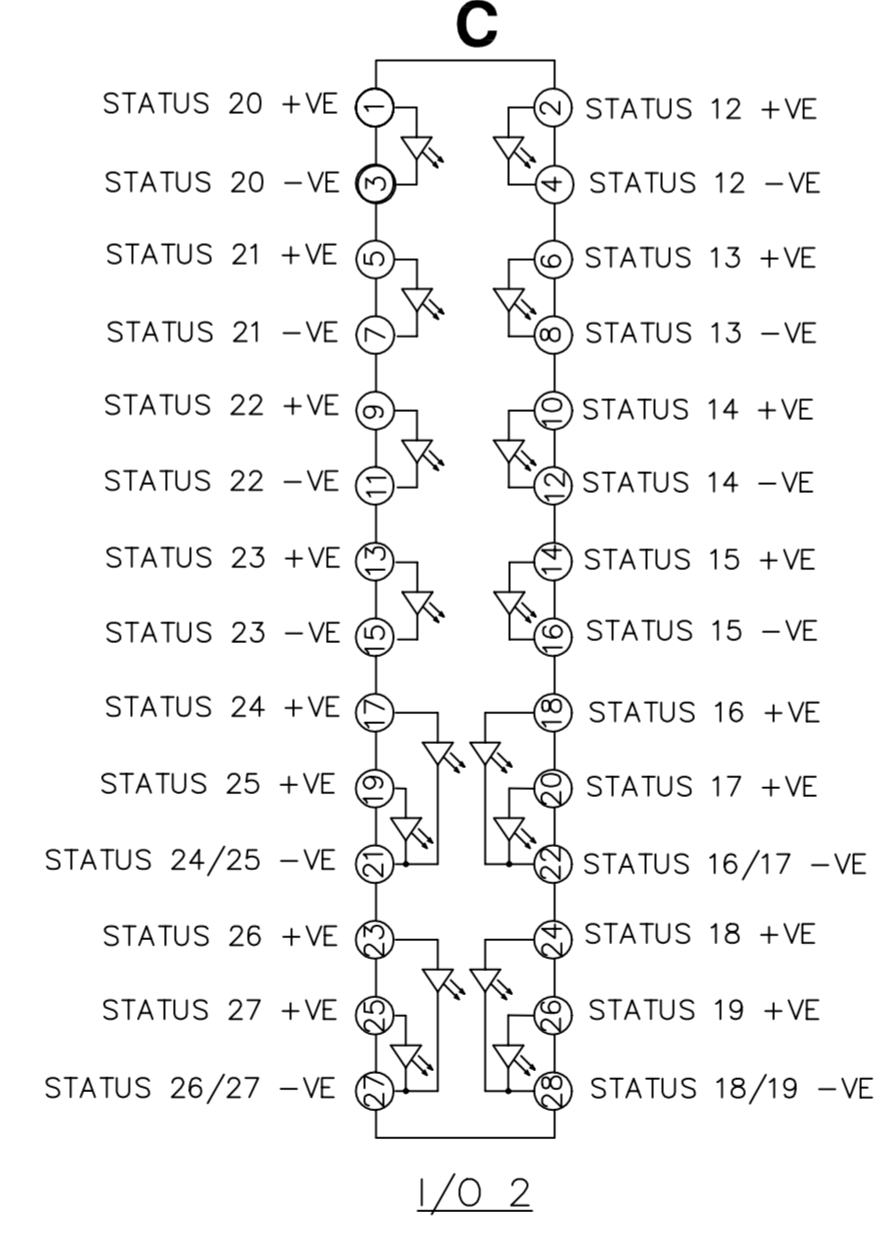 C
STATUS 20 +VE 1 2 STATUS 12 +VE
STATUS 20 −VE 3 4 STATUS 12 −VE
STATUS 21 +VE 5 6 STATUS 13 +VE
STATUS 21 −VE 7 8 STATUS 13 −VE
STATUS 22 +VE 9 10 STATUS 14 +VE
STATUS 22 −VE 11 12 STATUS 14 −VE
STATUS 23 +VE 13 14 STATUS 15 +VE
STATUS 23 −VE 15 16 STATUS 15 −VE
STATUS 24 +VE 17 18 STATUS 16 +VE
STATUS 25 +VE 19 20 STATUS 17 +VE
STATUS 24/25 −VE 21 22 STATUS 16/17 −VE
STATUS 26 +VE 23 24 STATUS 18 +VE
STATUS 27 +VE 25 26 STATUS 19 +VE
STATUS 26/27 −VE 27 28 STATUS 18/19 −VE
I/O 2